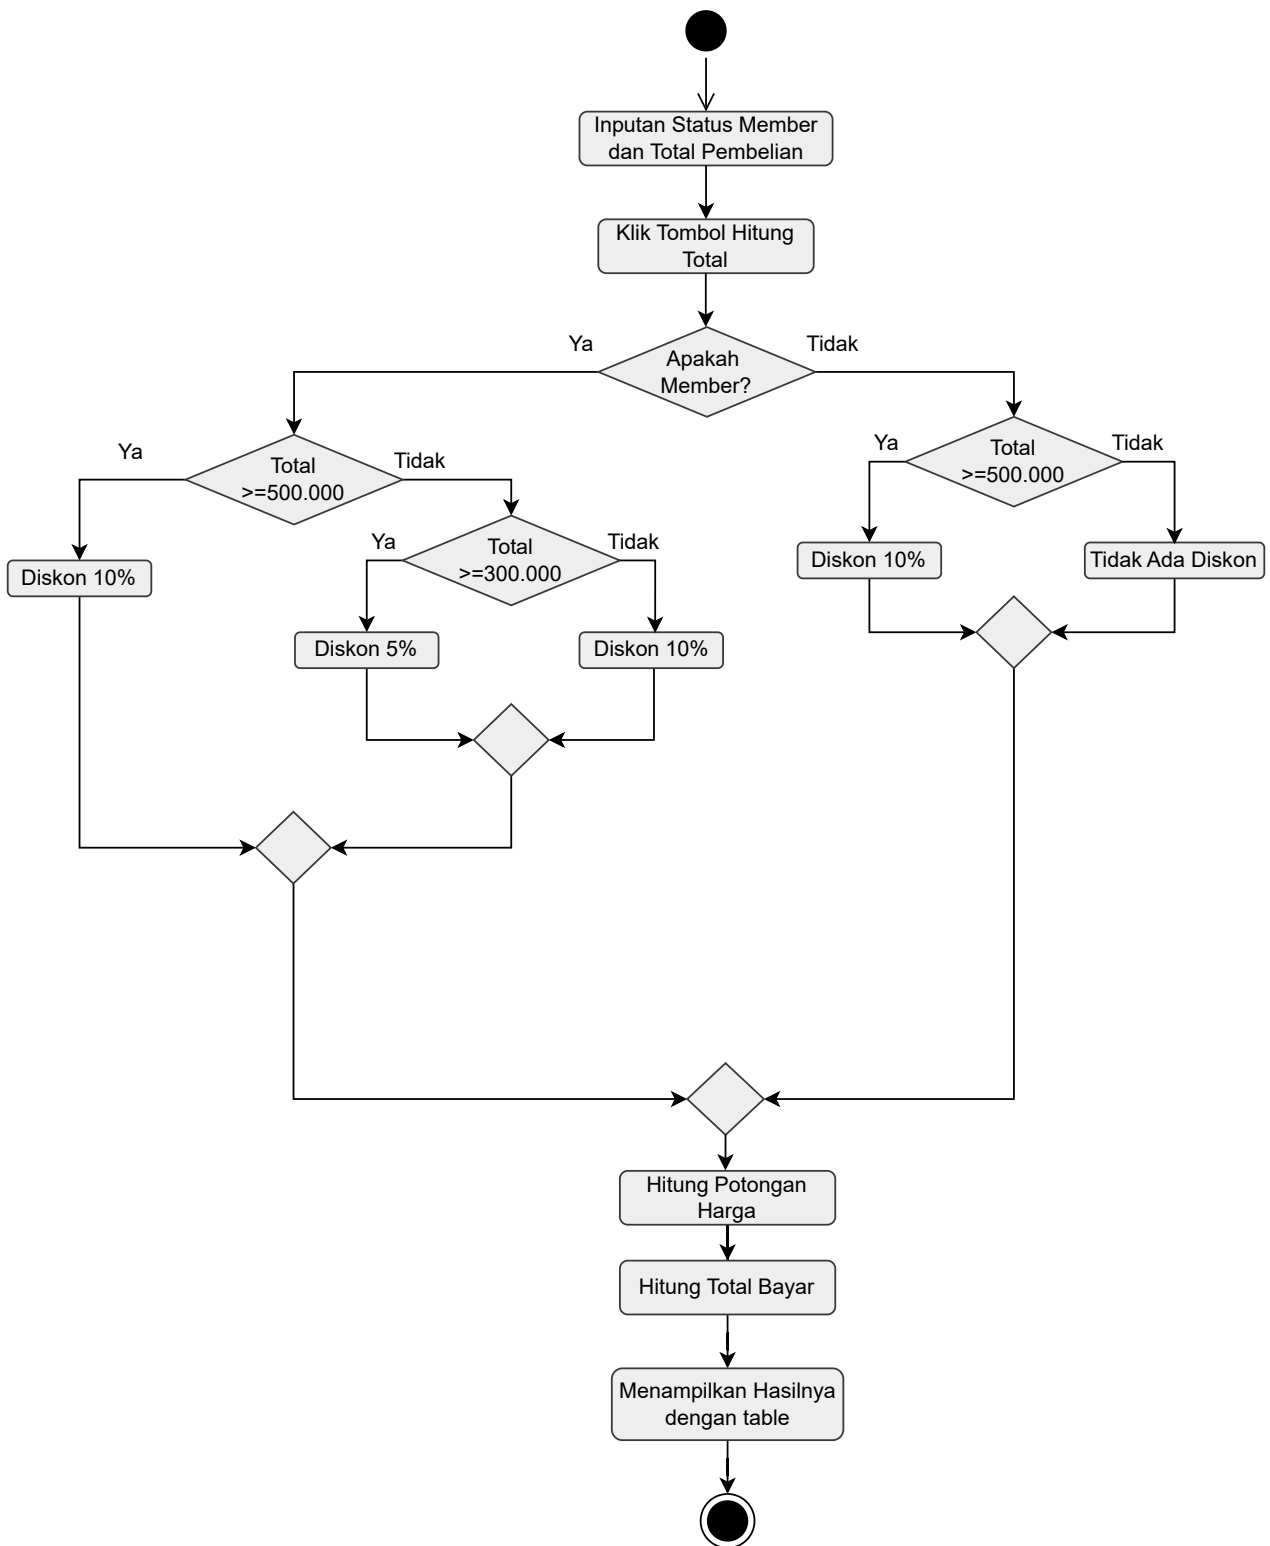 Inputan Status Member
dan Total Pembelian
Klik Tombol Hitung
Total
Ya
Tidak
Apakah
Member?
Ya
Tidak
Total
>=500.000
Ya
Tidak
Total
>=500.000
Ya
Tidak
Total
>=300.000
Diskon 10%
Diskon 10%
Tidak Ada Diskon
Diskon 5%
Diskon 10%
Hitung Potongan
Harga
Hitung Total Bayar
Menampilkan Hasilnya
dengan table